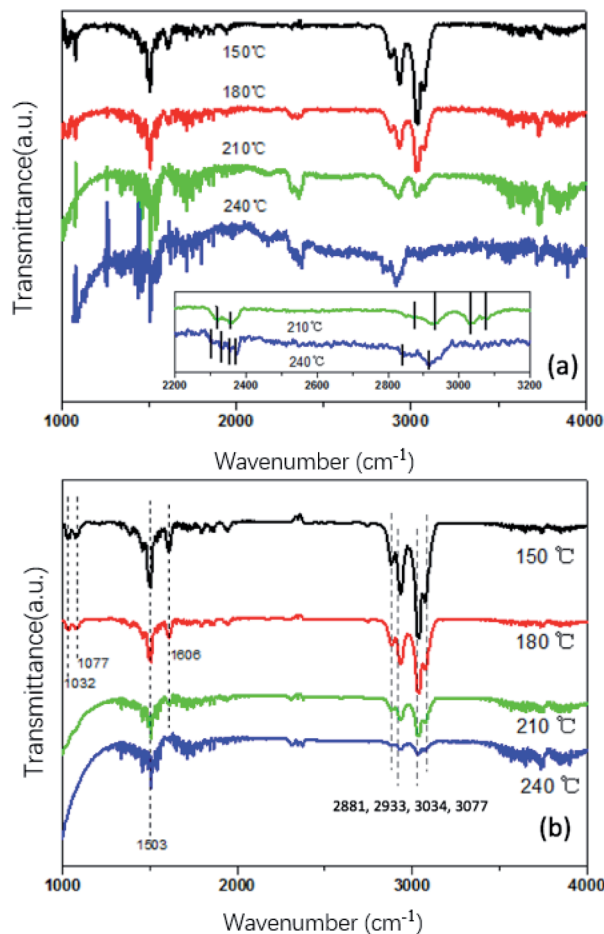 150℃
180℃
210℃
240℃
Transmittance(a.u.)
210℃
240℃
2200 2400 2600 2800 3000 3200
(a)
1000 2000 3000 4000
Wavenumber (cm⁻¹)
150 ℃
180 ℃
1077
1032
1606
210 ℃
240 ℃
2881, 2933, 3034, 3077
1503
(b)
Transmittance(a.u.)
1000 2000 3000 4000
Wavenumber (cm⁻¹)